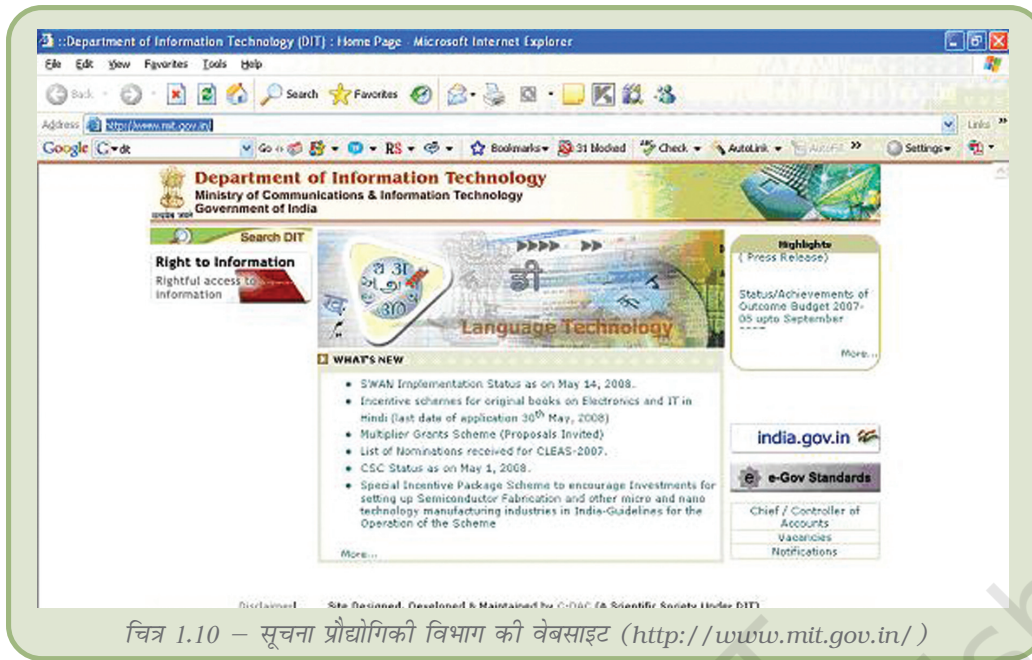 ::Department of Information Technology (DIT) : Home Page - Microsoft Internet Explorer
File Edit View Favorites Tools Help
Back Search Favorites
Address http://www.mit.gov.in/ Links »
Google Go RS Bookmarks 31 blocked Check AutoLink AutoFill » Settings
Department of Information Technology
Ministry of Communications & Information Technology
Government of India
Search DIT
Right to Information
Rightful access to
information
डी
Language Technology
WHAT'S NEW
• SWAN Implementation Status as on May 14, 2008.
• Incentive schemes for original books on Electronics and IT in
Hindi (last date of application 30th May, 2008)
• Multiplier Grants Scheme (Proposals Invited)
• List of Nominations received for CLEAS-2007.
• CSC Status as on May 1, 2008.
• Special Incentive Package Scheme to encourage Investments for
setting up Semiconductor Fabrication and other micro and nano
technology manufacturing industries in India-Guidelines for the
Operation of the Scheme
More...
Highlights
( Press Release)
Status/Achievements of
Outcome Budget 2007-
08 upto September
More...
india.gov.in
e e-Gov Standards
Chief / Controller of
Accounts
Vacancies
Notifications
Disclaimer Site Designed, Developed & Maintained by C-DAC (A Scientific Society Under DIT)
चित्र 1.10 – सूचना प्रौद्योगिकी विभाग की वेबसाइट (http://www.mit.gov.in/)